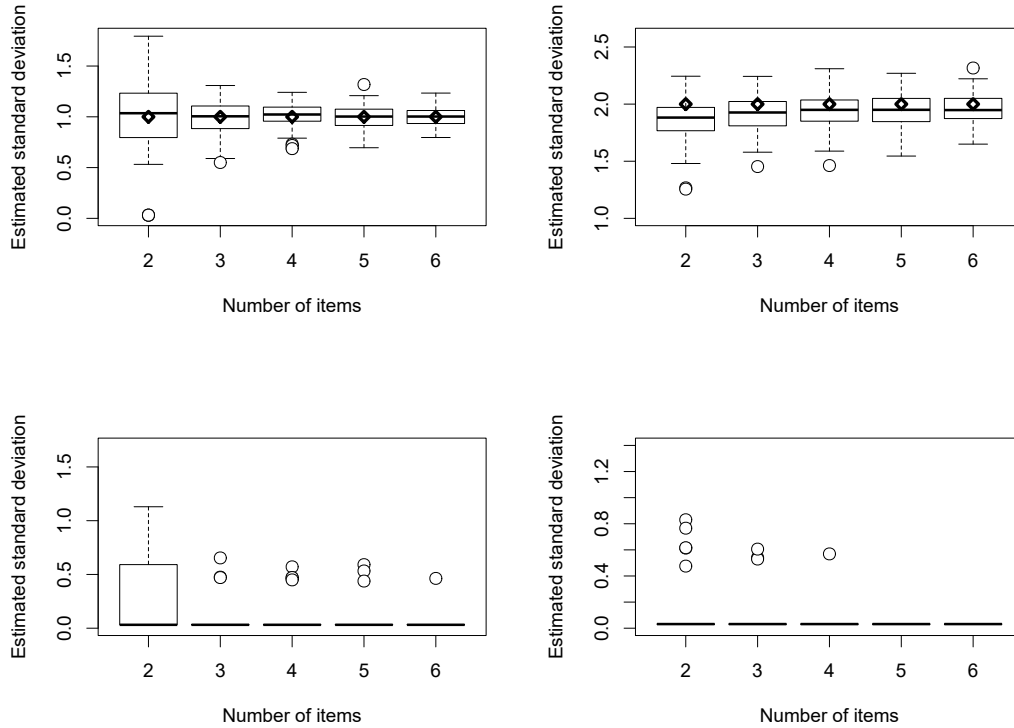 Estimated standard deviation
0.0 0.5 1.0 1.5
2 3 4 5 6
Number of items
Estimated standard deviation
1.0 1.5 2.0 2.5
2 3 4 5 6
Number of items
Estimated standard deviation
0.0 0.5 1.0 1.5
2 3 4 5 6
Number of items
Estimated standard deviation
0.0 0.4 0.8 1.2
2 3 4 5 6
Number of items